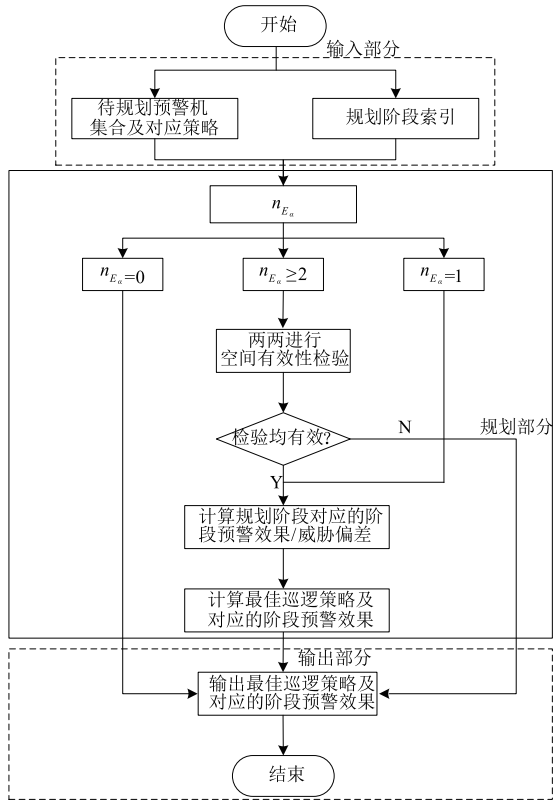 开始
输入部分
待规划预警机
集合及对应策略
规划阶段索引
n_{E_α}
n_{E_α}=0
n_{E_α}≥2
n_{E_α}=1
两两进行
空间有效性检验
检验均有效?
N
规划部分
Y
计算规划阶段对应的阶
段预警效果/威胁偏差
计算最佳巡逻策略及
对应的阶段预警效果
输出部分
输出最佳巡逻策略及
对应的阶段预警效果
结束